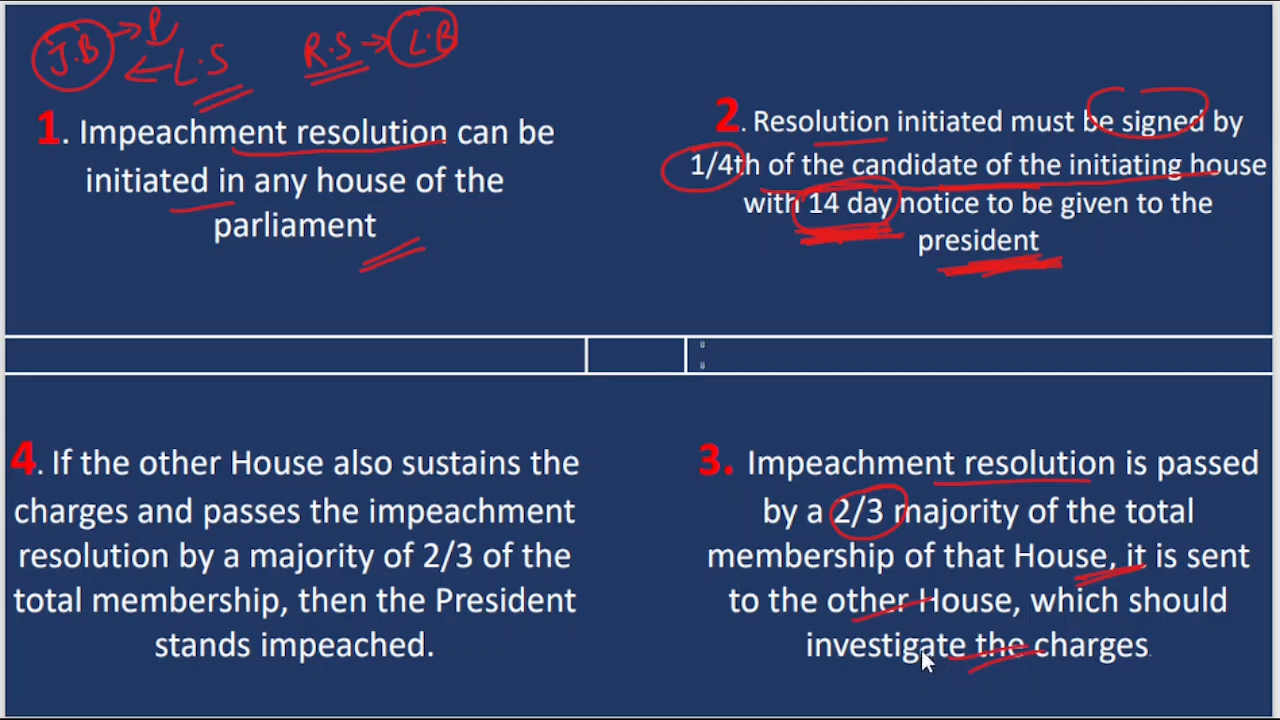 J.B → P
← L.S
R.S → L.B
1. Impeachment resolution can be
initiated in any house of the
parliament
2. Resolution initiated must be signed by
1/4th of the candidate of the initiating house
with 14 day notice to be given to the
president
4. If the other House also sustains the
charges and passes the impeachment
resolution by a majority of 2/3 of the
total membership, then the President
stands impeached.
3. Impeachment resolution is passed
by a 2/3 majority of the total
membership of that House, it is sent
to the other House, which should
investigate the charges.